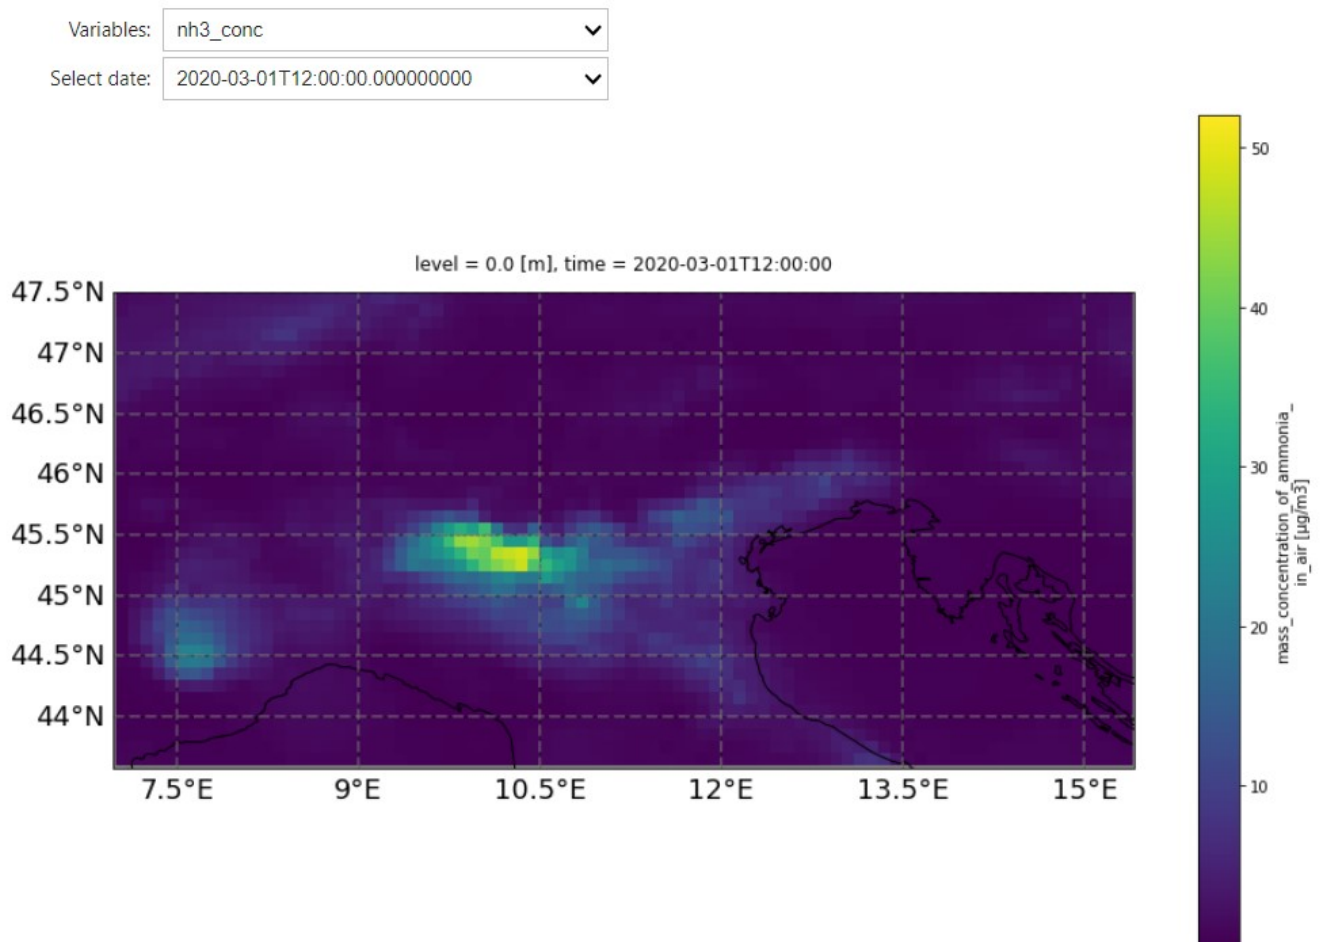 Variables: nh3_conc
Select date: 2020-03-01T12:00:00.000000000
level = 0.0 [m], time = 2020-03-01T12:00:00
47.5°N
47°N
46.5°N
46°N
45.5°N
45°N
44.5°N
44°N
7.5°E 9°E 10.5°E 12°E 13.5°E 15°E
50
40
30
20
10
mass_concentration_of_ammonia_
in_air [µg/m3]